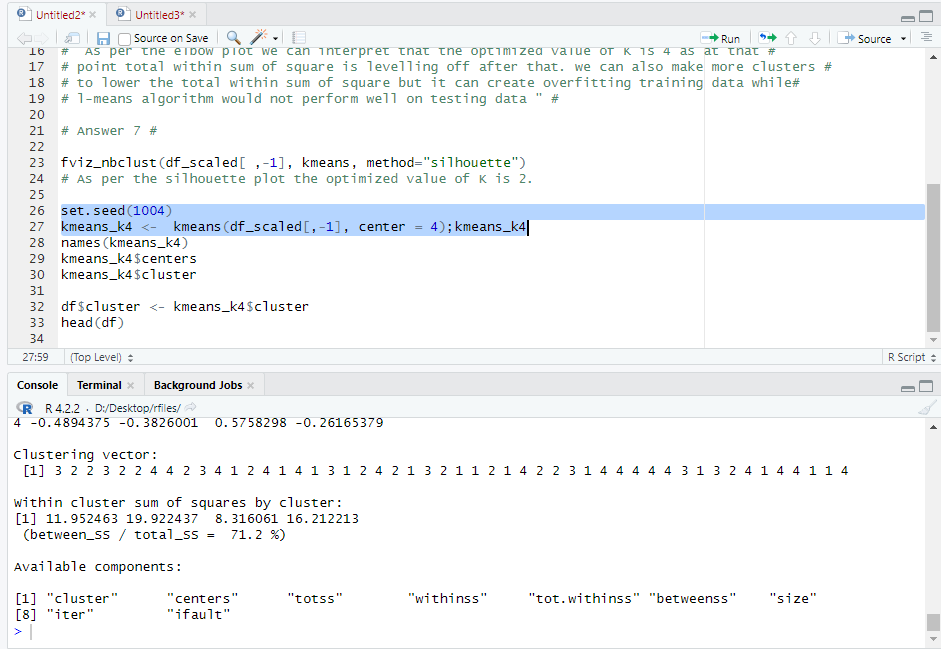 Untitled2* × Untitled3* ×
Source on Save Run Source
16 # "As per the elbow plot we can interpret that the optimized value of K is 4 as at that #
17 # point total within sum of square is levelling off after that. we can also make more clusters #
18 # to lower the total within sum of square but it can create overfitting training data while#
19 # l-means algorithm would not perform well on testing data " #
20
21 # Answer 7 #
22
23 fviz_nbclust(df_scaled[ ,-1], kmeans, method="silhouette")
24 # As per the silhouette plot the optimized value of K is 2.
25
26 set.seed(1004)
27 kmeans_k4 <-  kmeans(df_scaled[,-1], center = 4);kmeans_k4
28 names(kmeans_k4)
29 kmeans_k4$centers
30 kmeans_k4$cluster
31
32 df$cluster <- kmeans_k4$cluster
33 head(df)
34
27:59 (Top Level) R Script
Console Terminal × Background Jobs ×
R R 4.2.2 · D:/Desktop/rfiles/
4 -0.4894375 -0.3826001  0.5758298 -0.26165379
Clustering vector:
[1] 3 2 2 3 2 2 4 4 2 3 4 1 2 4 1 4 1 3 1 2 4 2 1 3 2 1 1 2 1 4 2 2 3 1 4 4 4 4 4 3 1 3 2 4 1 4 4 1 1 4
Within cluster sum of squares by cluster:
[1] 11.952463 19.922437  8.316061 16.212213
(between_SS / total_SS =  71.2 %)
Available components:
[1] "cluster" "centers" "totss" "withinss" "tot.withinss" "betweenss" "size"
[8] "iter" "ifault"
>